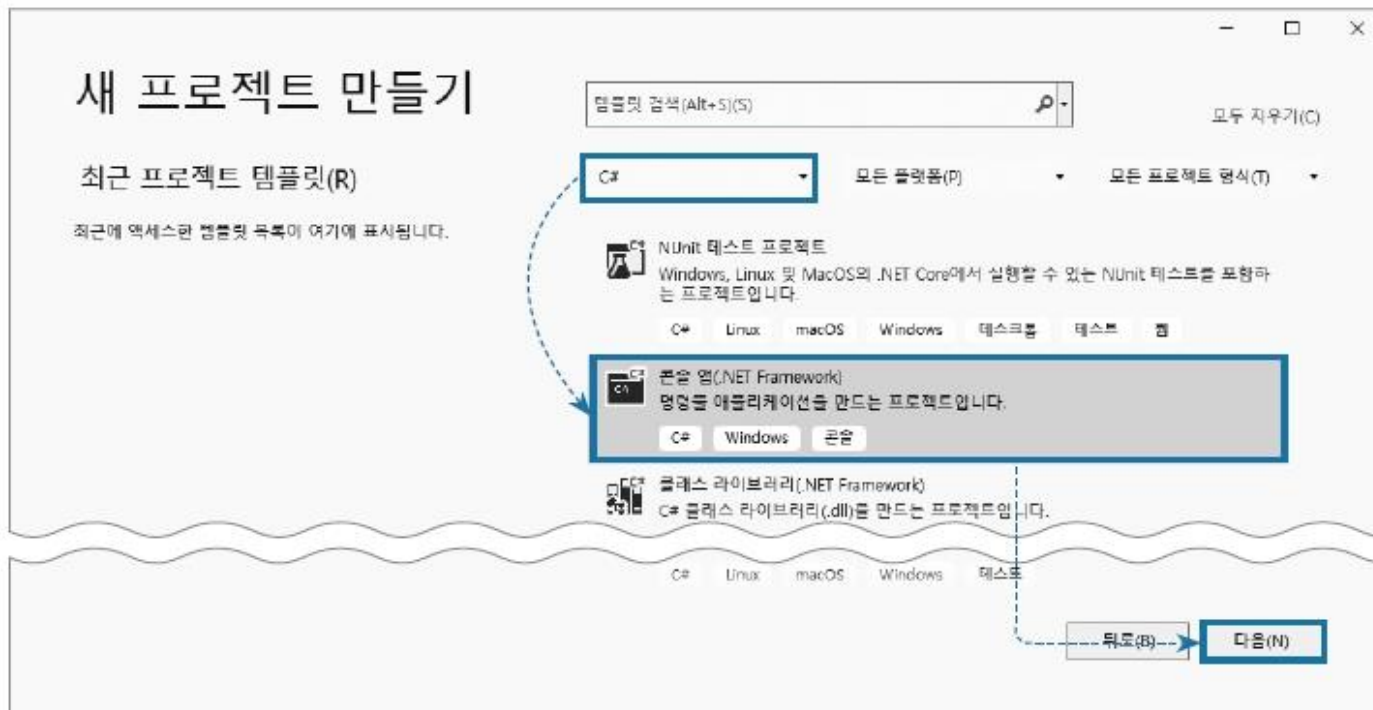 새 프로젝트 만들기
템플릿 검색(Alt+S)(S)
모두 지우기(C)
최근 프로젝트 템플릿(R)
C# 모든 플랫폼(P) 모든 프로젝트 형식(T)
최근에 액세스한 템플릿 목록이 여기에 표시됩니다.
NUnit 테스트 프로젝트
Windows, Linux 및 MacOS의 .NET Core에서 실행할 수 있는 NUnit 테스트를 포함하
는 프로젝트입니다.
C# Linux macOS Windows 데스크톱 테스트 웹
콘솔 앱(.NET Framework)
명령줄 애플리케이션을 만드는 프로젝트입니다.
C# Windows 콘솔
클래스 라이브러리(.NET Framework)
C# 클래스 라이브러리(.dll)를 만드는 프로젝트입니다.
C# Linux macOS Windows 테스트
뒤로(B) 다음(N)